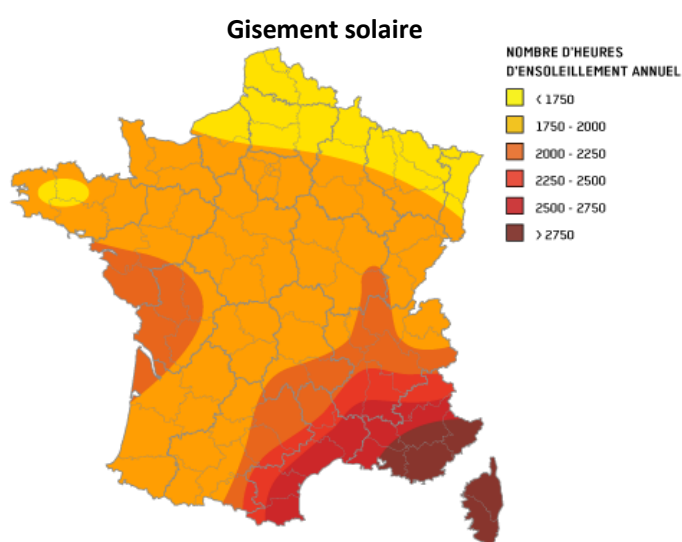 Gisement solaire
NOMBRE D'HEURES
D'ENSOLEILLEMENT ANNUEL
< 1750
1750 - 2000
2000 - 2250
2250 - 2500
2500 - 2750
> 2750